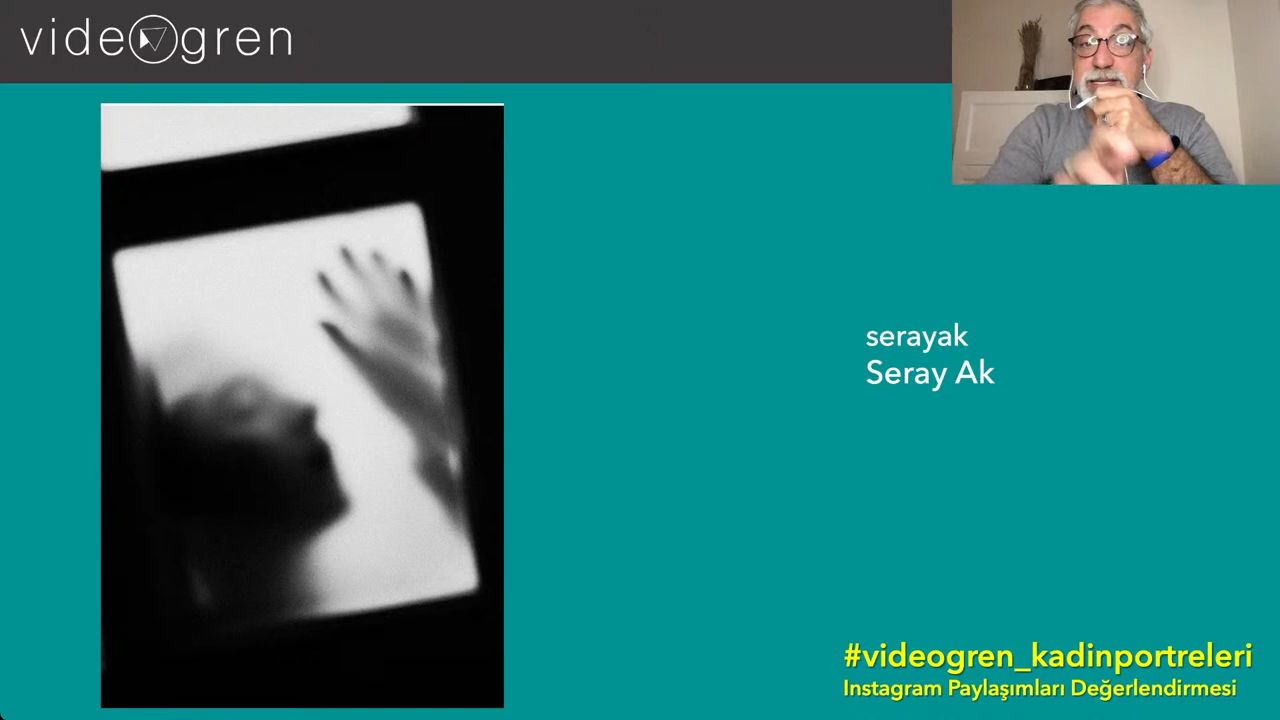 videogren
serayak
Seray Ak
#videogren_kadinportreleri
Instagram Paylaşımları Değerlendirmesi